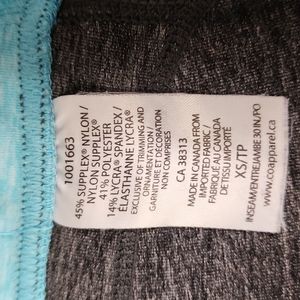 1001663
45% SUPPLEX® NYLON /
NYLON SUPPLEX®
41% POLYESTER
14% LYCRA® SPANDEX /
ÉLASTHANNE LYCRA®
EXCLUSIVE OF TRIMMING AND
ORNAMENTATION /
GARNITURE ET DÉCORATION
NON COMPRISES
CA 38313
MADE IN CANADA FROM
IMPORTED FABRIC /
FABRIQUÉ AU CANADA
DE TISSU IMPORTÉ
XS/TP
INSEAM/ENTREJAMBE 30 IN./PO
www.coapparel.ca